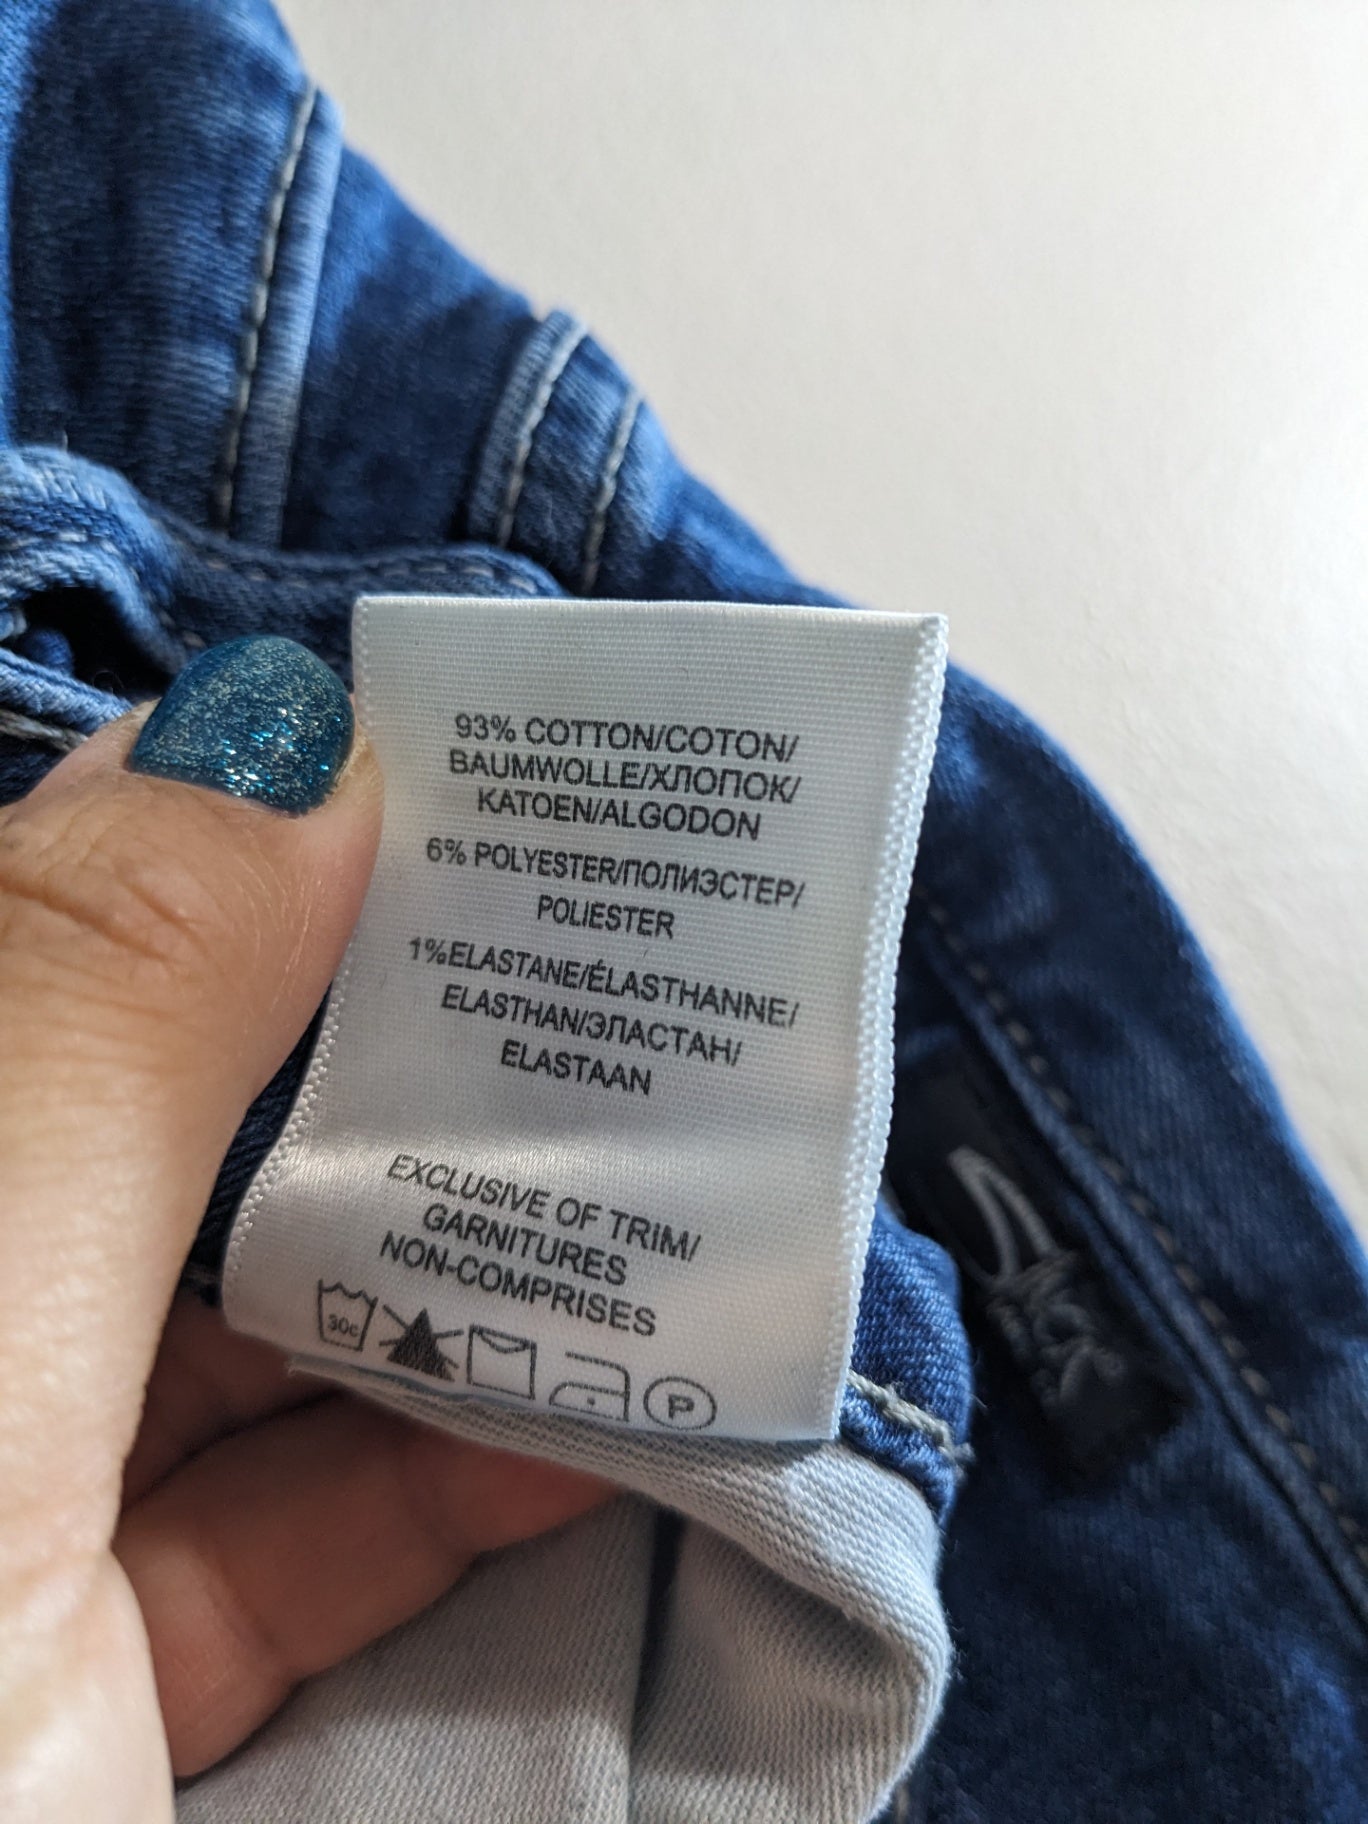 93% COTTON/COTON/
BAUMWOLLE/ХЛОПОК/
KATOEN/ALGODON
6% POLYESTER/ПОЛИЭСТЕР/
POLIESTER
1%ELASTANE/ÉLASTHANNE/
ELASTHAN/ЭЛАСТАН/
ELASTAAN
EXCLUSIVE OF TRIM/
GARNITURES
NON-COMPRISES
30c
P